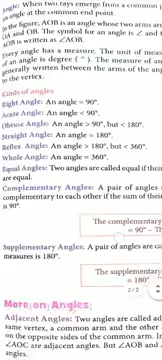 Angle: When two rays emerge from a common
an angle at the common end point.
In the figure, AOB is an angle whose two arms are
OA and OB. The symbol for an angle is ∠ and
AOB is written as ∠AOB.
Every angle has a measure. The unit of meas
of an angle is degree ( ° ). The measure of an
generally written between the arms of the ang
to the vertex.
Kinds of angles
Right Angle: An angle = 90°.
Acute Angle: An angle < 90°.
Obtuse Angle: An angle > 90°, but < 180°.
Straight Angle: An angle = 180°.
Reflex Angle: An angle > 180°, but < 360°.
Whole Angle: An angle = 360°.
Equal Angles: Two angles are called equal if thei
are equal.
Complementary Angles: A pair of angles
complementary to each other if the sum of thei
is 90°.
The complementary
= 90° – Th
Supplementary Angles: A pair of angles are ca
measures is 180°.
The supplementary
= 180°
2 / 2
More on Angles
Adjacent Angles: Two angles are called ad
same vertex, a common arm and the other
on the opposite sides of the common arm. I
∠AOC are adjacent angles. But ∠AOB and
angles.